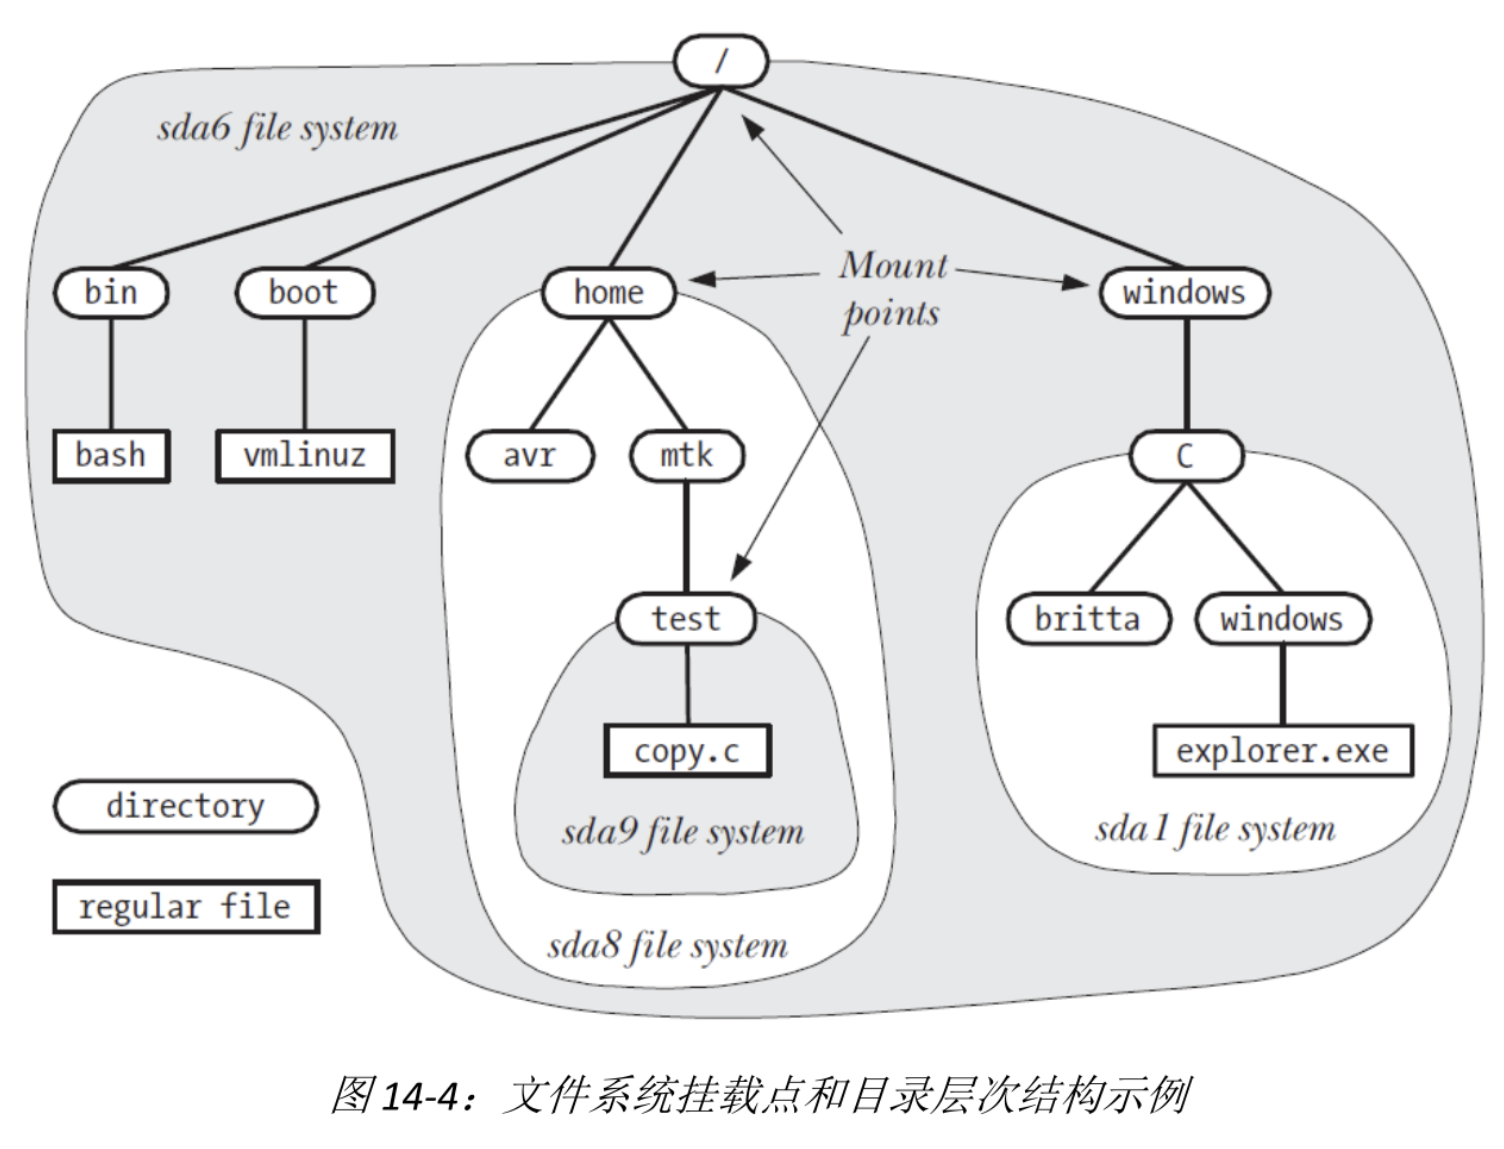 /
sda6 file system
Mount
points
bin
boot
home
windows
bash
vmlinuz
avr
mtk
C
test
britta
windows
copy.c
explorer.exe
directory
sda9 file system
sda1 file system
regular file
sda8 file system
图 14-4：文件系统挂载点和目录层次结构示例